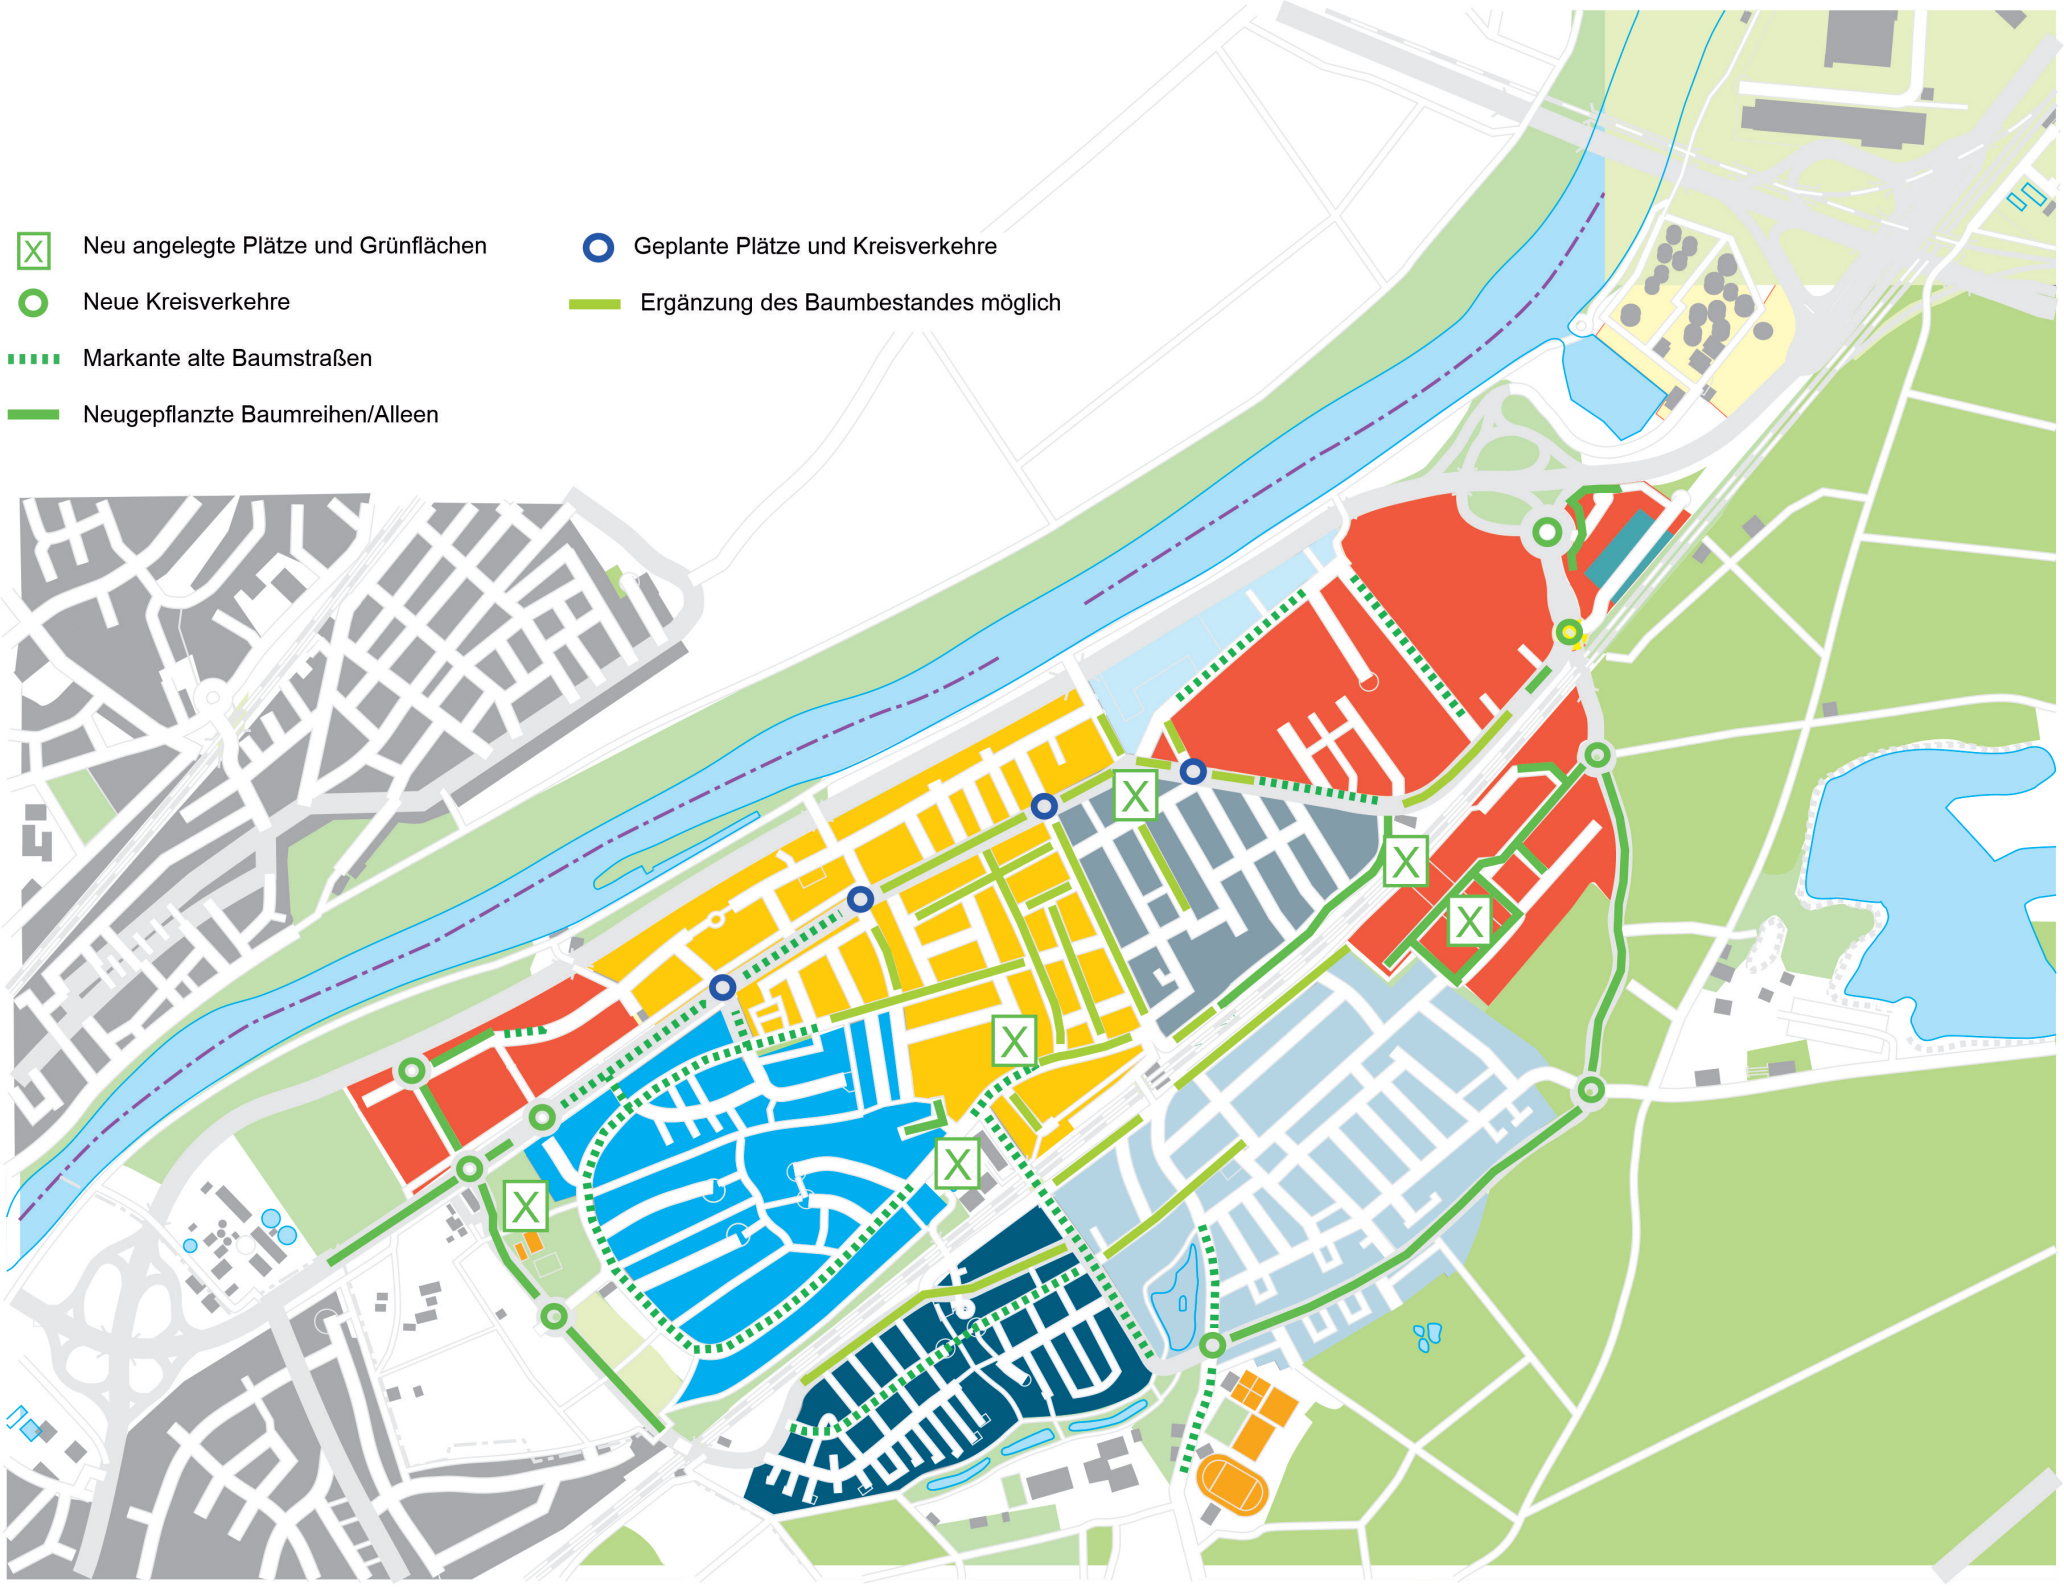 X Neu angelegte Plätze und Grünflächen
Neue Kreisverkehre
Markante alte Baumstraßen
Neugepflanzte Baumreihen/Alleen
Geplante Plätze und Kreisverkehre
Ergänzung des Baumbestandes möglich
X
X
X
X
X
X